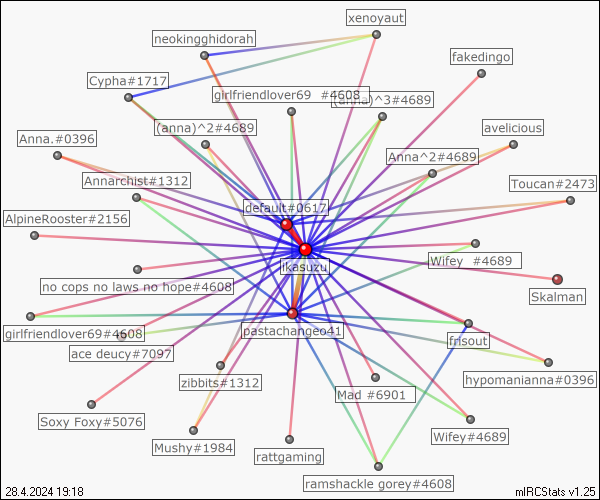 xenoyaut
neokingghidorah
fakedingo
Cypha#1717
girlfriendlover69 #4608
(anna)^3#4689
(anna)^2#4689
avelicious
Anna.#0396
Anna^2#4689
Annarchist#1312
Toucan#2473
default#0617
AlpineRooster#2156
Wifey #4689
ikasuzu
no cops no laws no hope#4608
Skalman
girlfriendlover69#4608
pastachangeo41
frisout
ace deucy#7097
hypomanianna#0396
zibbits#1312
Mad #6901
Soxy Foxy#5076
Wifey#4689
Mushy#1984
rattgaming
ramshackle gorey#4608
28.4.2024 19:18
mIRCStats v1.25